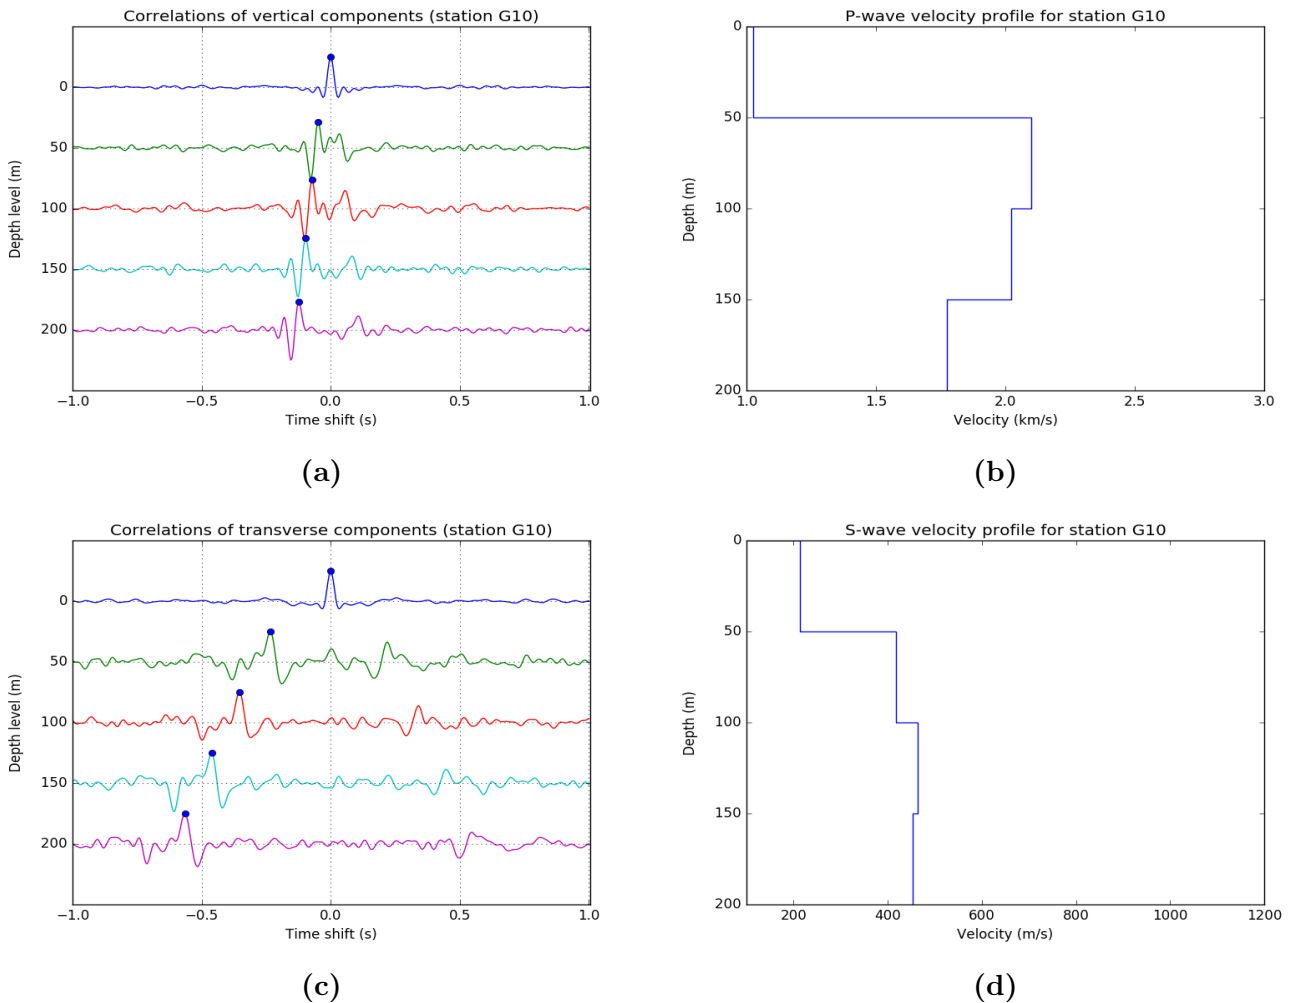 Correlations of vertical components (station G10)
0
50
100
150
200
Depth level (m)
−1.0 −0.5 0.0 0.5 1.0
Time shift (s)
(a)
P-wave velocity profile for station G10
0
50
100
150
200
Depth (m)
1.0 1.5 2.0 2.5 3.0
Velocity (km/s)
(b)
Correlations of transverse components (station G10)
0
50
100
150
200
Depth level (m)
−1.0 −0.5 0.0 0.5 1.0
Time shift (s)
(c)
S-wave velocity profile for station G10
0
50
100
150
200
Depth (m)
200 400 600 800 1000 1200
Velocity (m/s)
(d)